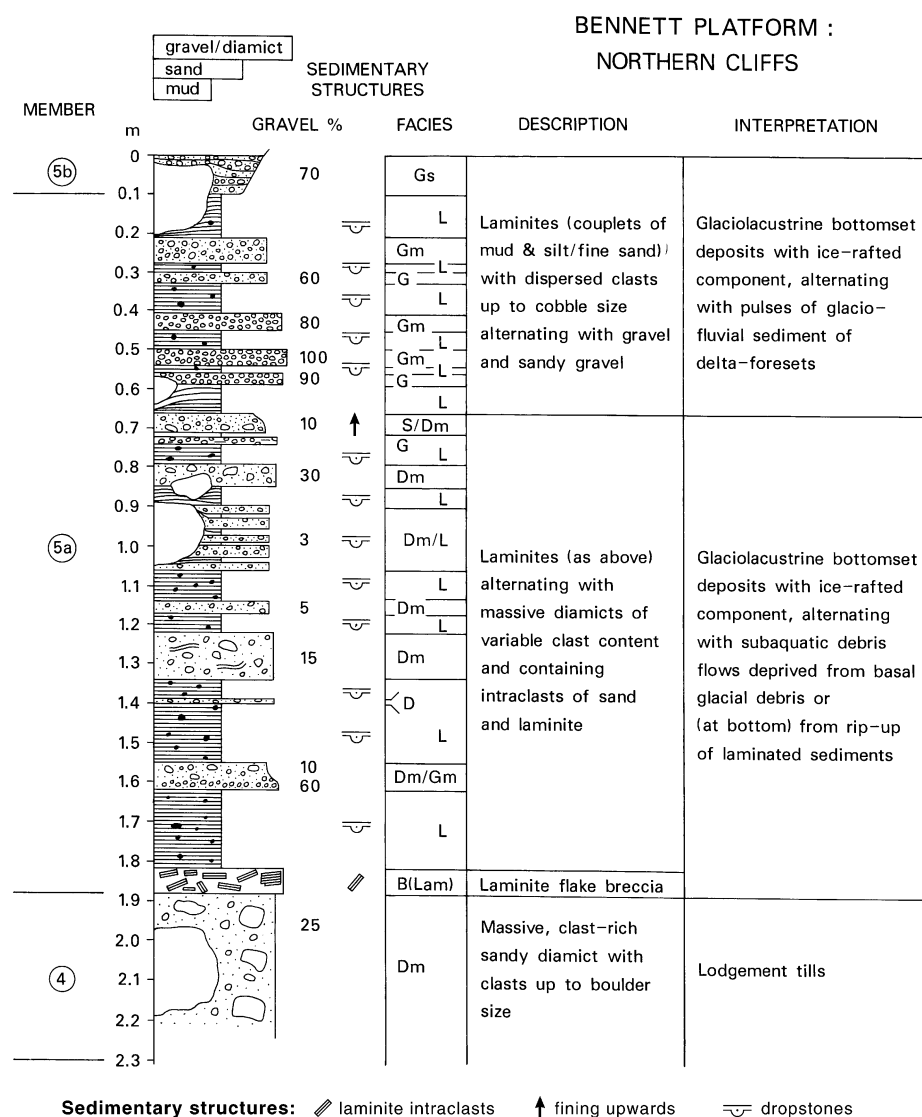 BENNETT PLATFORM :
NORTHERN CLIFFS
gravel/diamict
sand
mud
SEDIMENTARY
STRUCTURES
MEMBER
m
GRAVEL %
FACIES
DESCRIPTION
INTERPRETATION
5b
5a
4
0
0.1
0.2
0.3
0.4
0.5
0.6
0.7
0.8
0.9
1.0
1.1
1.2
1.3
1.4
1.5
1.6
1.7
1.8
1.9
2.0
2.1
2.2
2.3
70
60
80
100
90
10
30
3
5
15
10
60
25
Gs
L
Gm
L
G
L
Gm
L
Gm
L
G
L
S/Dm
G
L
Dm
L
Dm/L
L
Dm
L
Dm
D
L
Dm/Gm
L
B(Lam)
Dm
Laminites (couplets of
mud & silt/fine sand)
with dispersed clasts
up to cobble size
alternating with gravel
and sandy gravel
Glaciolacustrine bottomset
deposits with ice-rafted
component, alternating
with pulses of glacio-
fluvial sediment of
delta-foresets
Laminites (as above)
alternating with
massive diamicts of
variable clast content
and containing
intraclasts of sand
and laminite
Glaciolacustrine bottomset
deposits with ice-rafted
component, alternating
with subaquatic debris
flows deprived from basal
glacial debris or
(at bottom) from rip-up
of laminated sediments
Laminite flake breccia
Massive, clast-rich
sandy diamict with
clasts up to boulder
size
Lodgement tills
Sedimentary structures: laminite intraclasts fining upwards dropstones